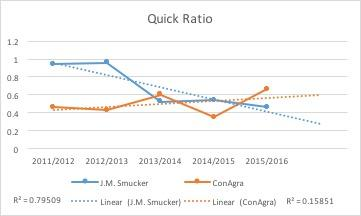 Quick Ratio
1.2
1
0.8
0.6
0.4
0.2
0
2011/2012 2012/2013 2013/2014 2014/2015 2015/2016
J.M. Smucker ConAgra
R² = 0.79509 Linear (J.M. Smucker) Linear (ConAgra) R² = 0.15851